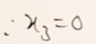 ∴ x₃ = 0